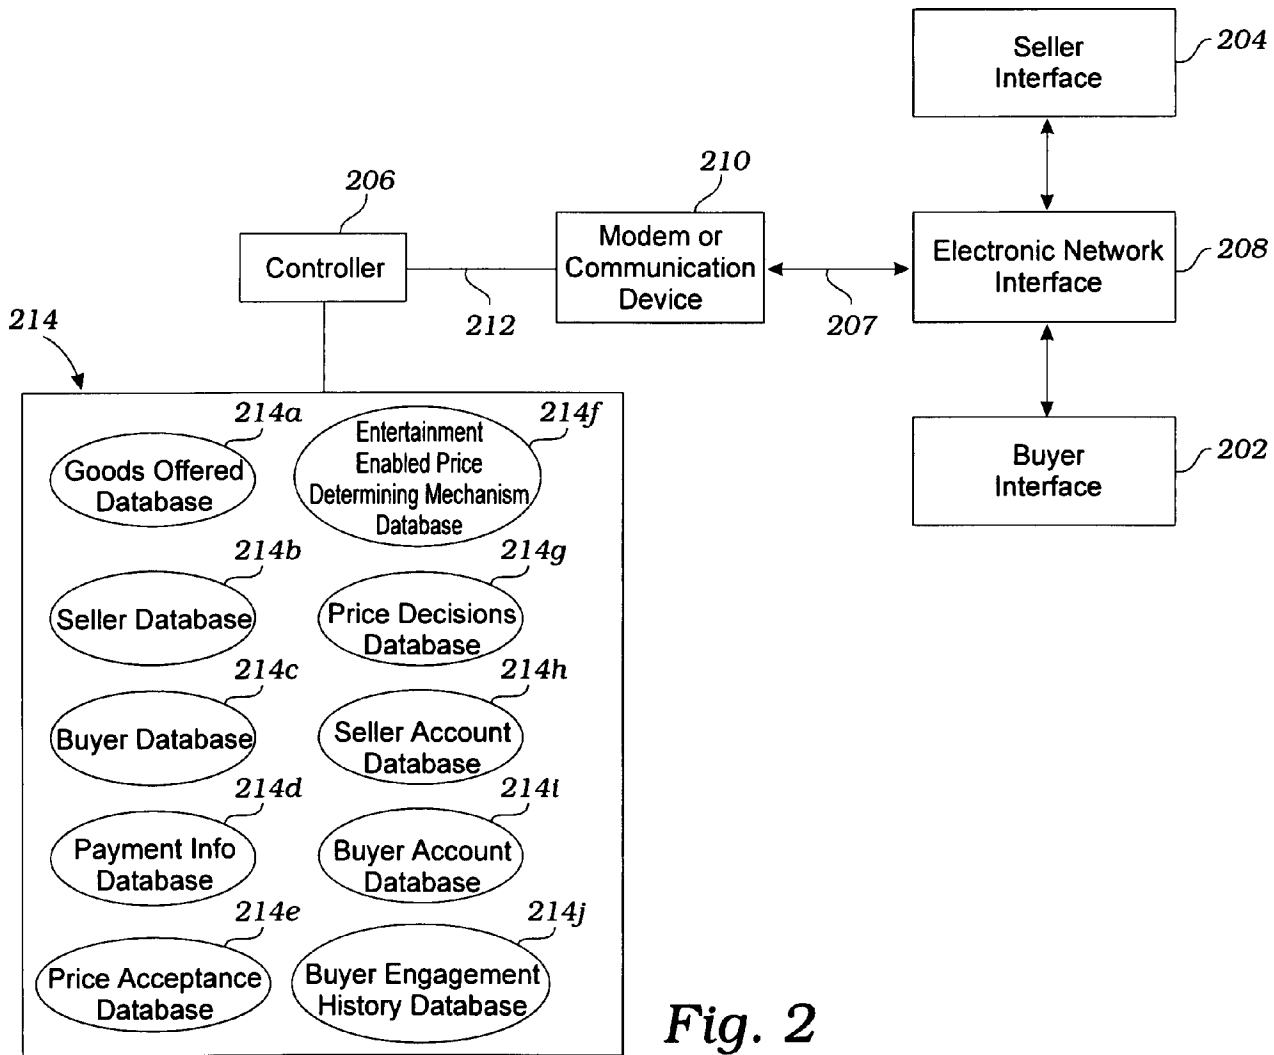 Seller
Interface
204
210
206
Modem or
Communication
Device
Controller
Electronic Network
Interface
208
212
207
214
214a
Goods Offered
Database
214f
Entertainment
Enabled Price
Determining Mechanism
Database
Buyer
Interface
202
214b
Seller Database
214g
Price Decisions
Database
214c
Buyer Database
214h
Seller Account
Database
214d
Payment Info
Database
214i
Buyer Account
Database
214e
Price Acceptance
Database
214j
Buyer Engagement
History Database
Fig. 2